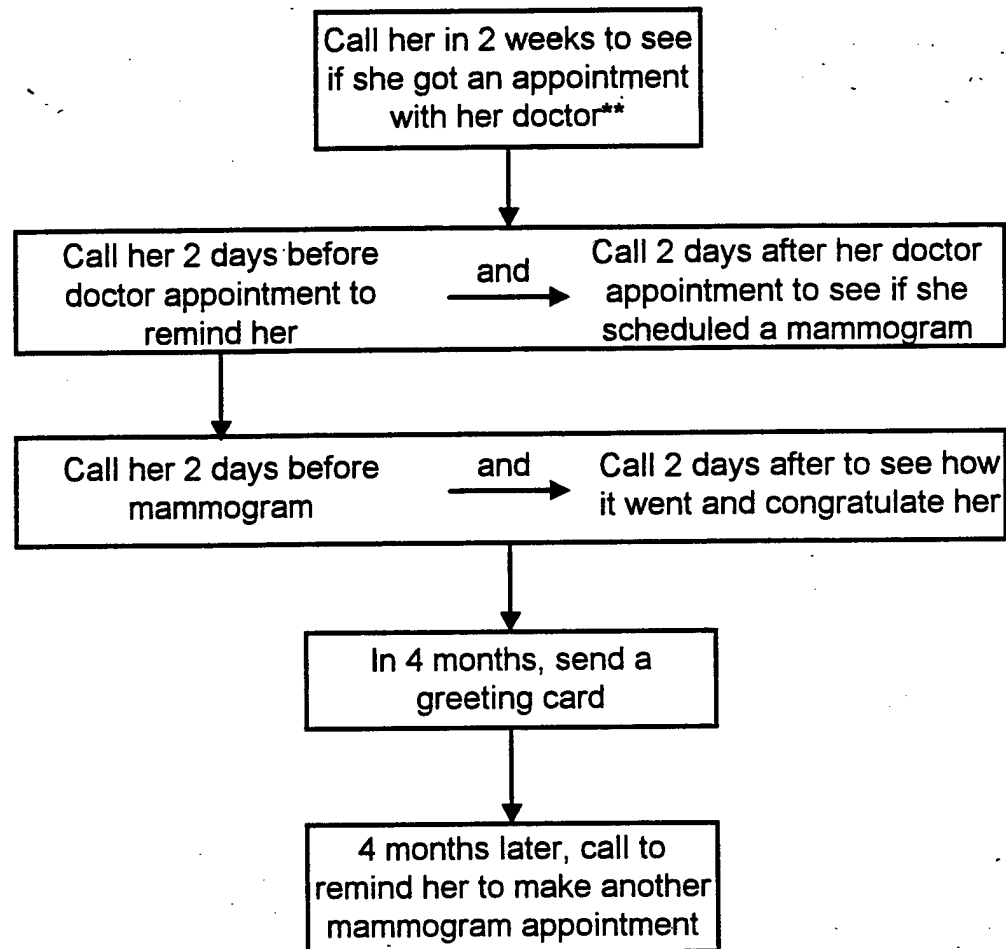 Call her in 2 weeks to see
if she got an appointment
with her doctor**
Call her 2 days before
doctor appointment to
remind her
and
Call 2 days after her doctor
appointment to see if she
scheduled a mammogram
Call her 2 days before
mammogram
and
Call 2 days after to see how
it went and congratulate her
In 4 months, send a
greeting card
4 months later, call to
remind her to make another
mammogram appointment